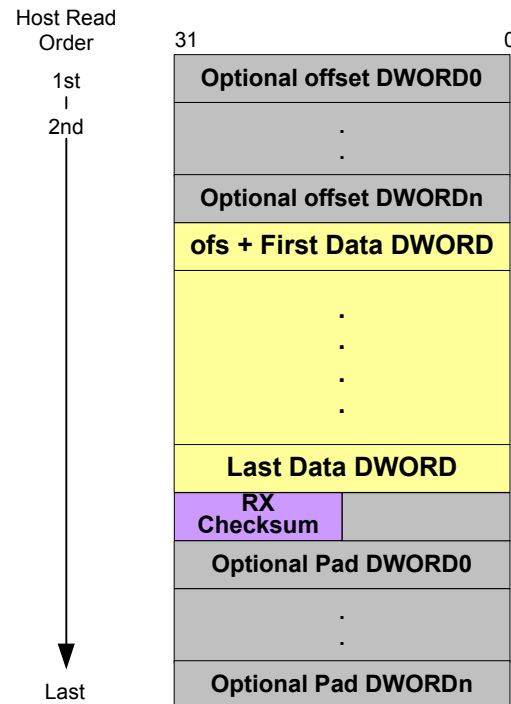 Host Read
Order
31
0
1st
2nd
Optional offset DWORD0
.
.
Optional offset DWORDn
ofs + First Data DWORD
.
.
.
.
Last Data DWORD
RX
Checksum
Optional Pad DWORD0
.
.
Optional Pad DWORDn
Last